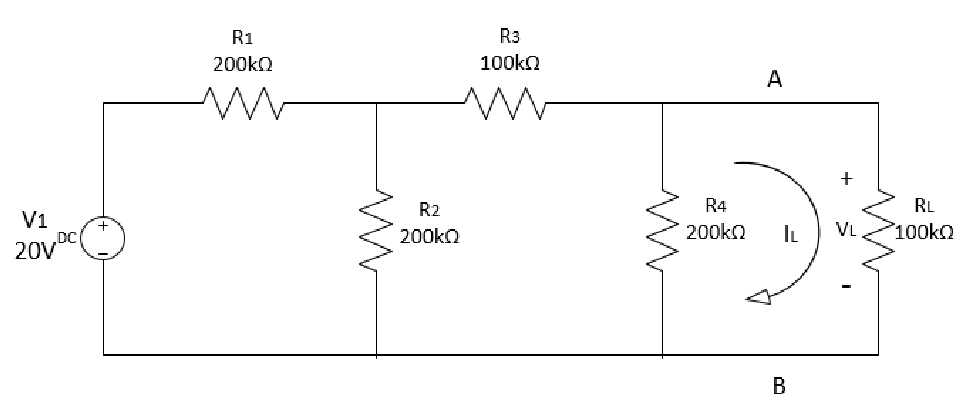 R1
200kΩ
R3
100kΩ
A
V1
20V
DC
+
-
R2
200kΩ
R4
200kΩ
IL
+
VL
-
RL
100kΩ
B